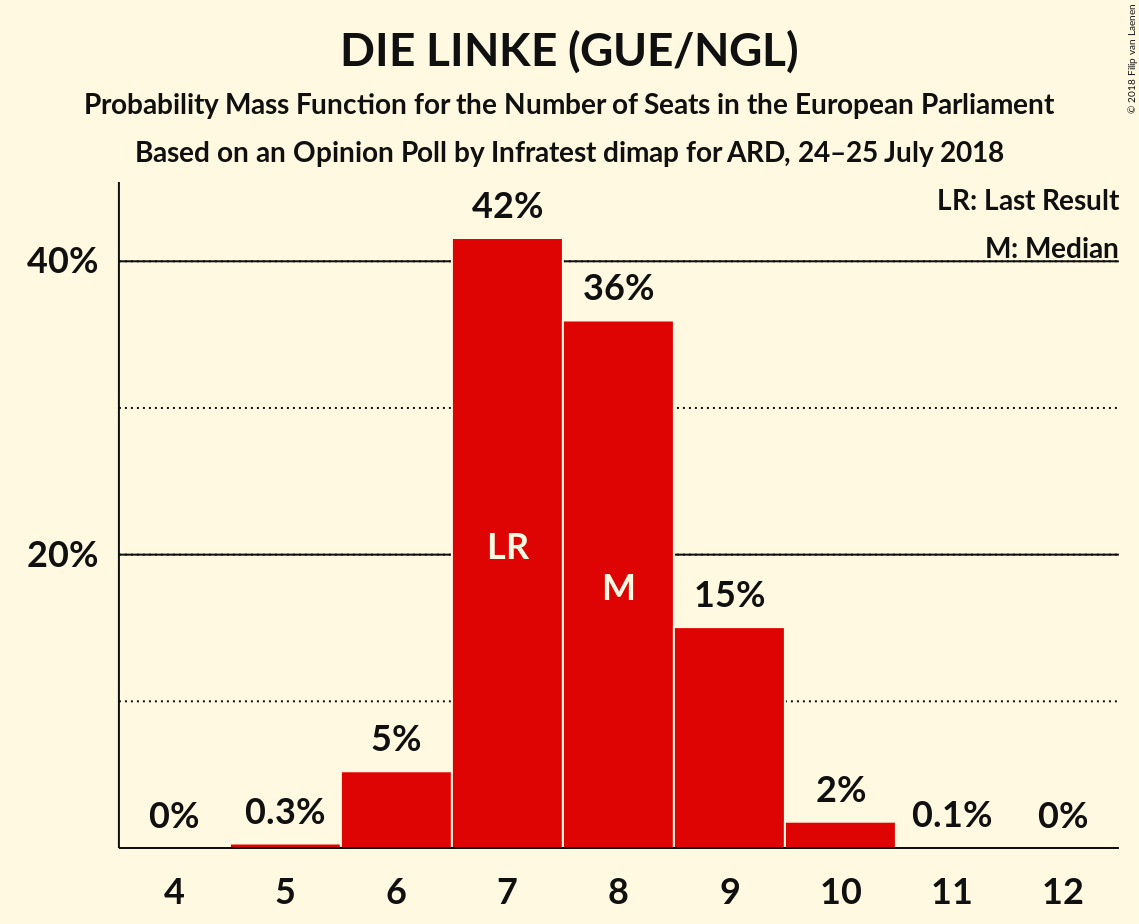 DIE LINKE (GUE/NGL)
Probability Mass Function for the Number of Seats in the European Parliament
Based on an Opinion Poll by Infratest dimap for ARD, 24–25 July 2018
© 2018 Filip van Laenen
LR: Last Result
M: Median
40%
20%
0%
0.3%
5%
42%
36%
15%
2%
0.1%
0%
LR
M
4 5 6 7 8 9 10 11 12